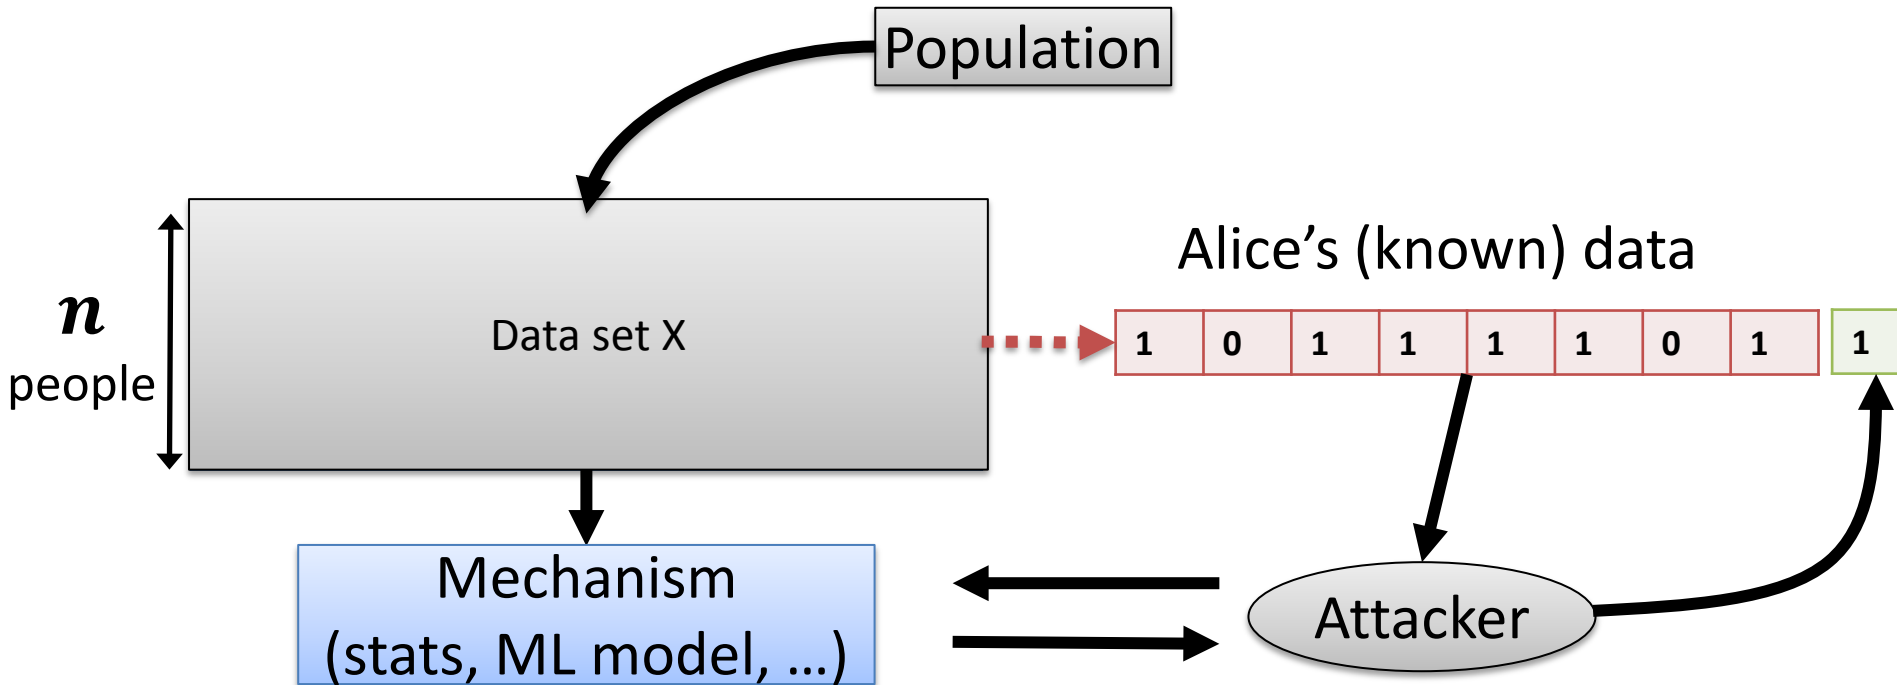 Population
Alice’s (known) data
n
people
Data set X
1 0 1 1 1 1 0 1 1
Mechanism
(stats, ML model, ...)
Attacker